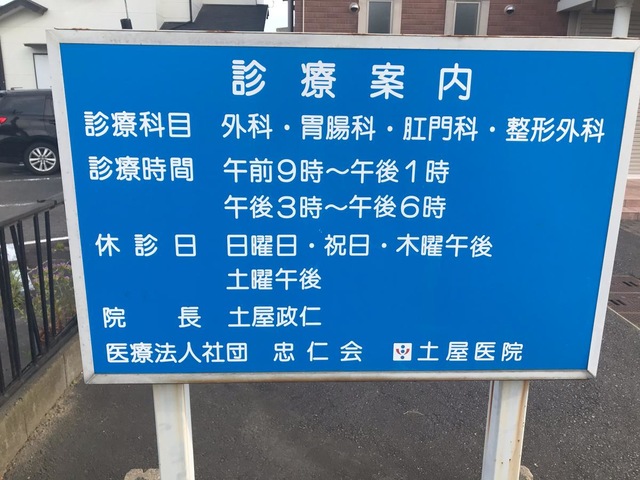 診療案内
診療科目 外科・胃腸科・肛門科・整形外科
診療時間 午前9時～午後1時
午後3時～午後6時
休診日 日曜日・祝日・木曜午後
土曜午後
院長 土屋政仁
医療法人社団 忠仁会 土屋医院